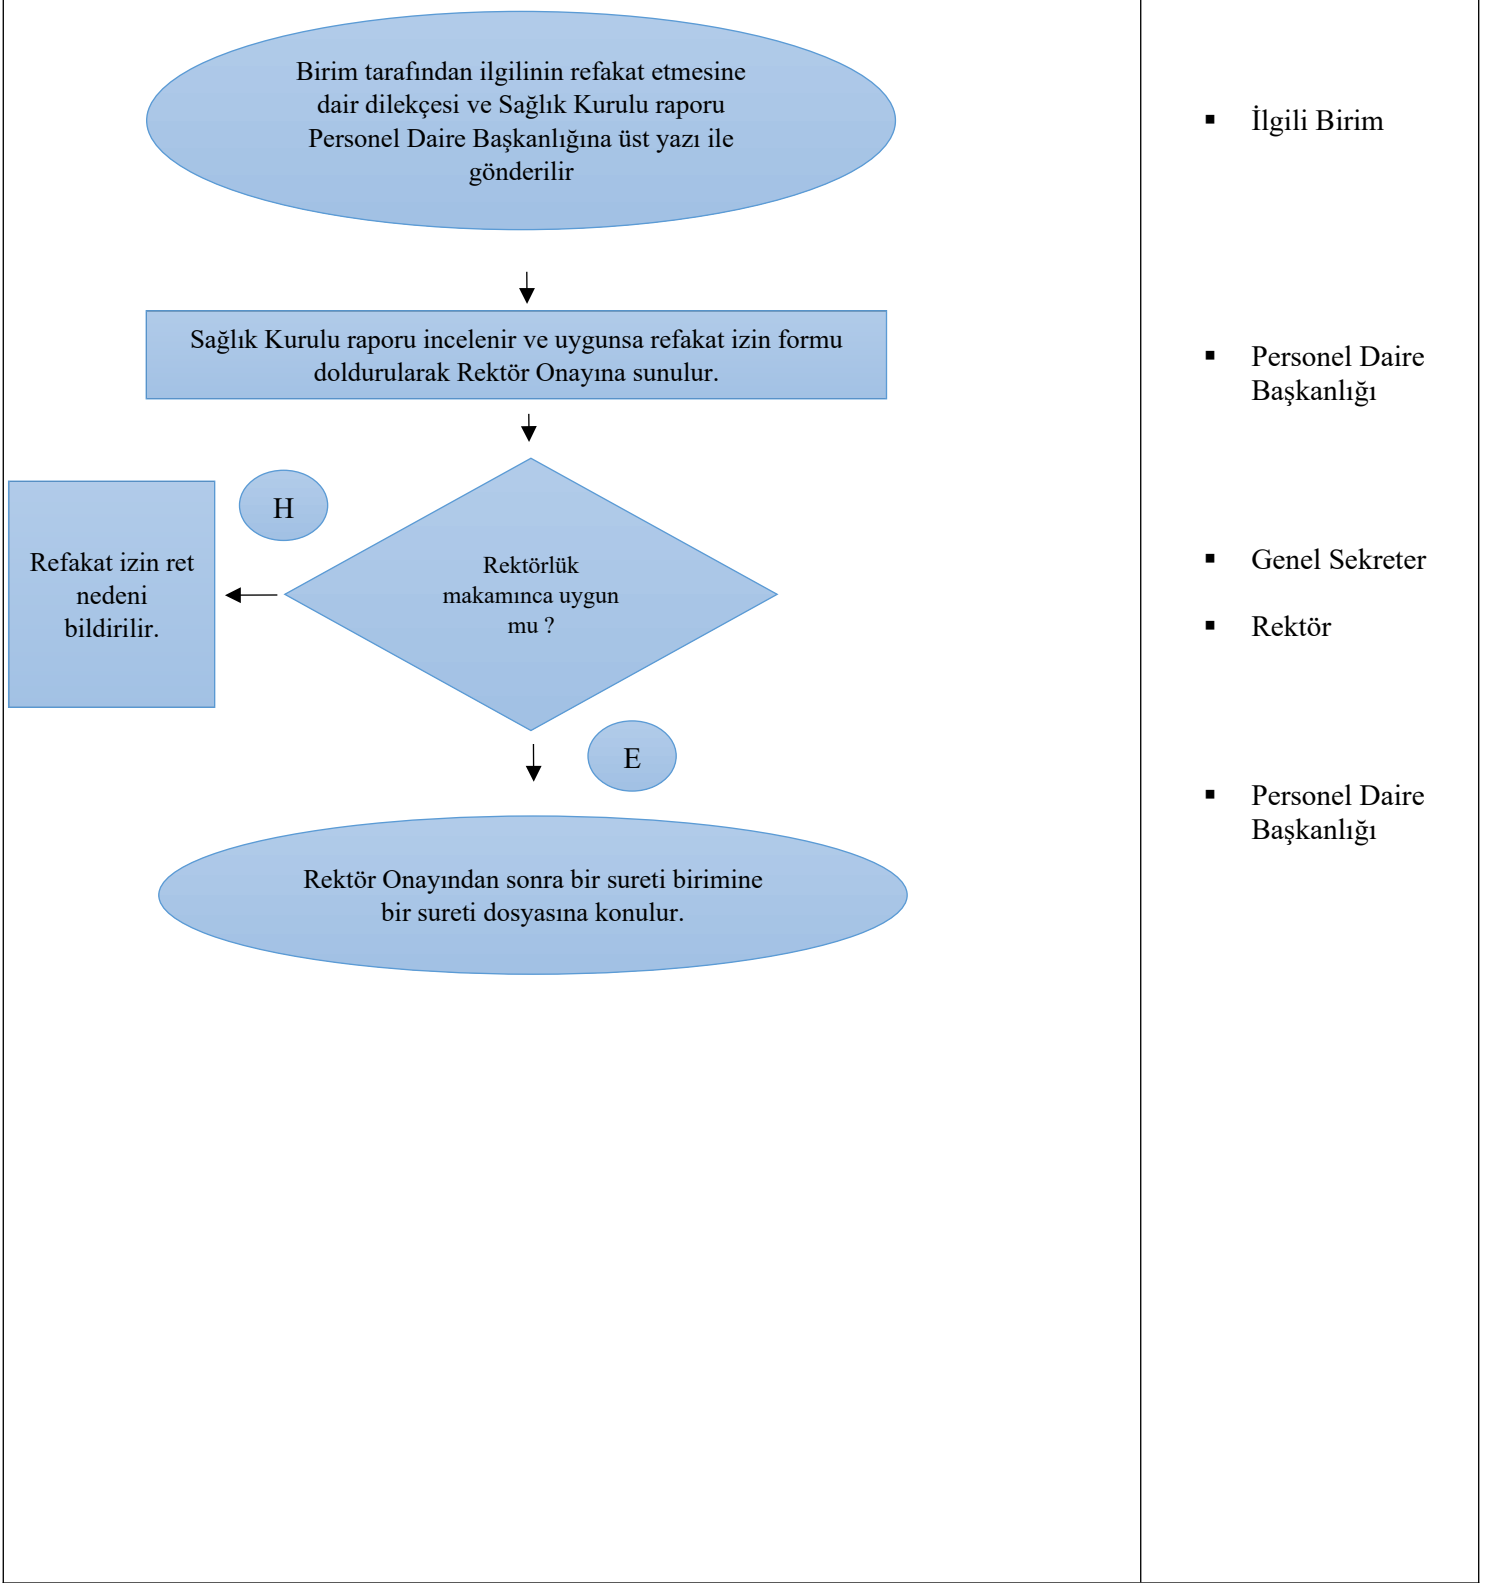 Birim tarafından ilgilinin refakat etmesine
dair dilekçesi ve Sağlık Kurulu raporu
Personel Daire Başkanlığına üst yazı ile
gönderilir
▪ İlgili Birim
Sağlık Kurulu raporu incelenir ve uygunsa refakat izin formu
doldurularak Rektör Onayına sunulur.
▪ Personel Daire
Başkanlığı
H
Refakat izin ret
nedeni
bildirilir.
Rektörlük
makamınca uygun
mu ?
▪ Genel Sekreter
▪ Rektör
E
▪ Personel Daire
Başkanlığı
Rektör Onayından sonra bir sureti birimine
bir sureti dosyasına konulur.